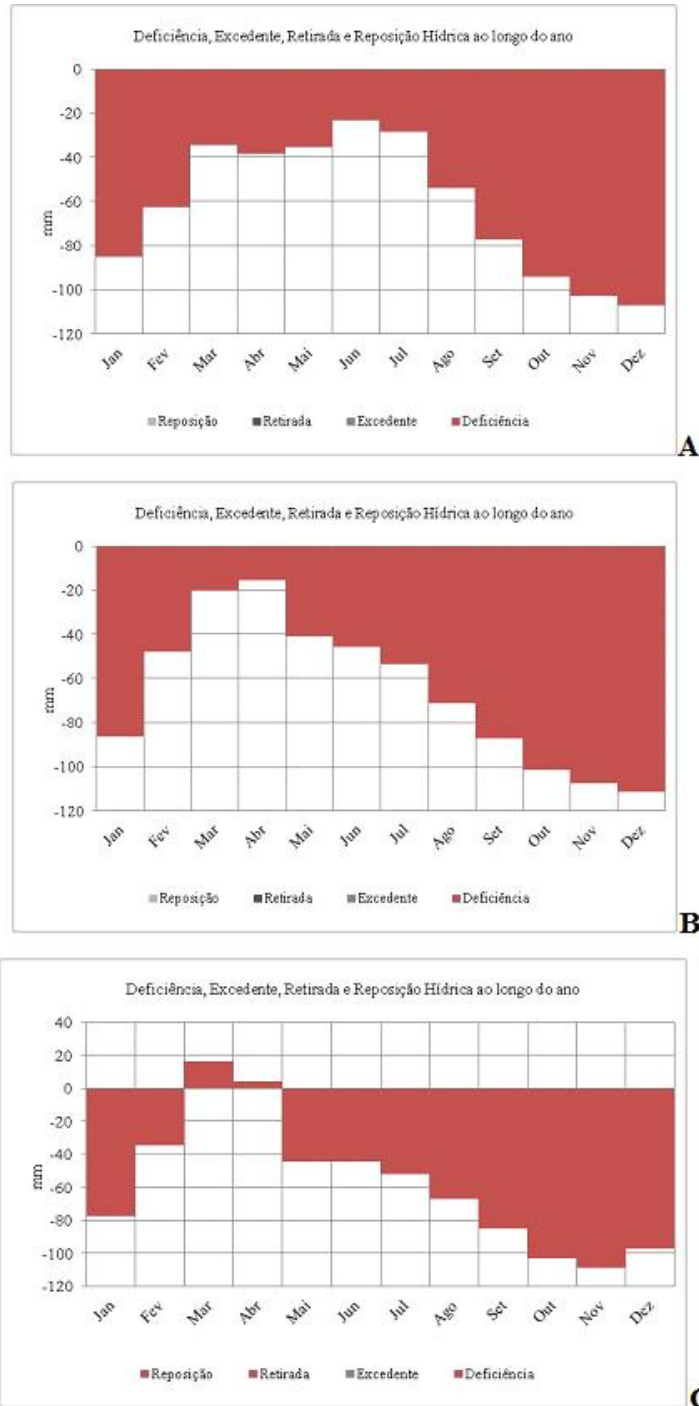 Deficiência, Excedente, Retirada e Reposição Hídrica ao longo do ano
0
-20
-40
-60
-80
-100
-120
mm
Jan Fev Mar Abr Mai Jun Jul Ago Set Out Nov Dez
Reposição Retirada Excedente Deficiência
A
Deficiência, Excedente, Retirada e Reposição Hídrica ao longo do ano
0
-20
-40
-60
-80
-100
-120
mm
Jan Fev Mar Abr Mai Jun Jul Ago Set Out Nov Dez
Reposição Retirada Excedente Deficiência
B
Deficiência, Excedente, Retirada e Reposição Hídrica ao longo do ano
40
20
0
-20
-40
-60
-80
-100
-120
mm
Jan Fev Mar Abr Mai Jun Jul Ago Set Out Nov Dez
Reposição Retirada Excedente Deficiência